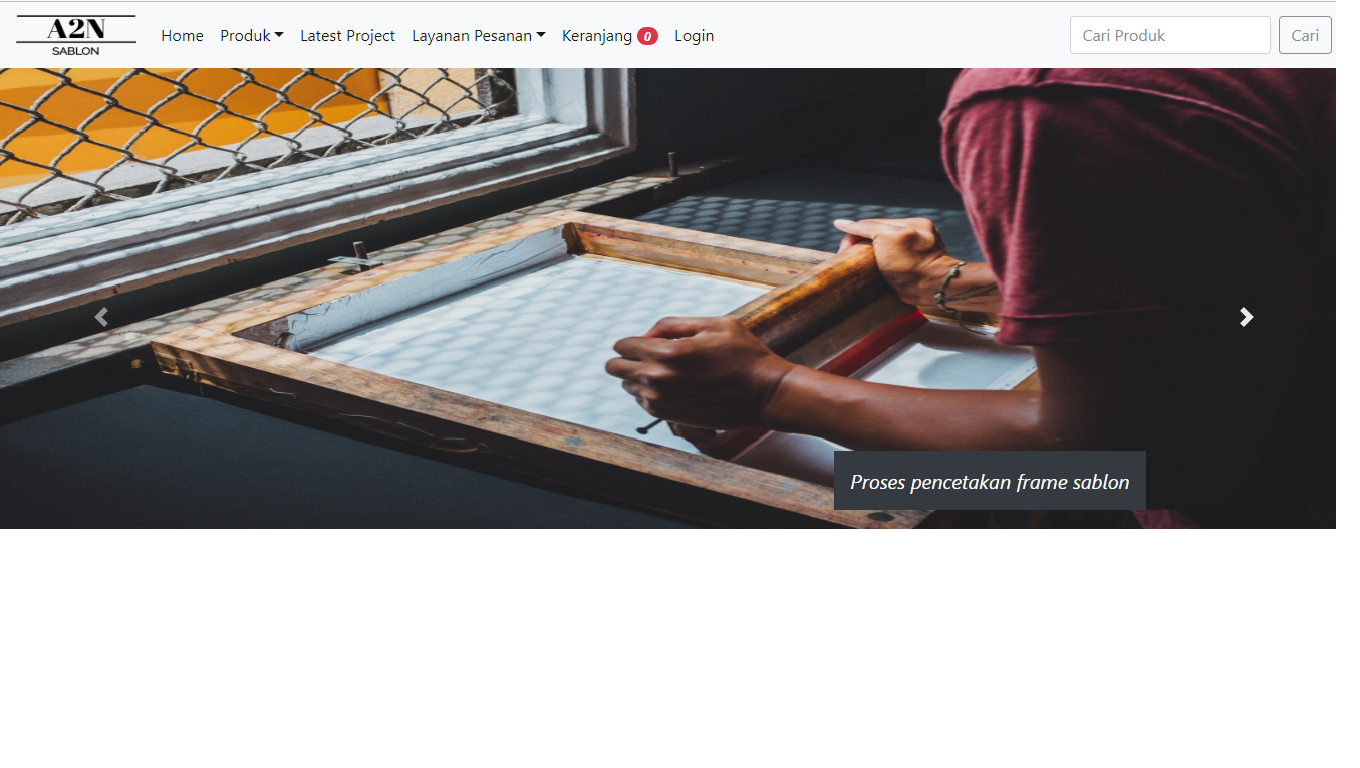 A2N
SABLON
Home Produk Latest Project Layanan Pesanan Keranjang 0 Login Cari Produk Cari
Proses pencetakan frame sablon